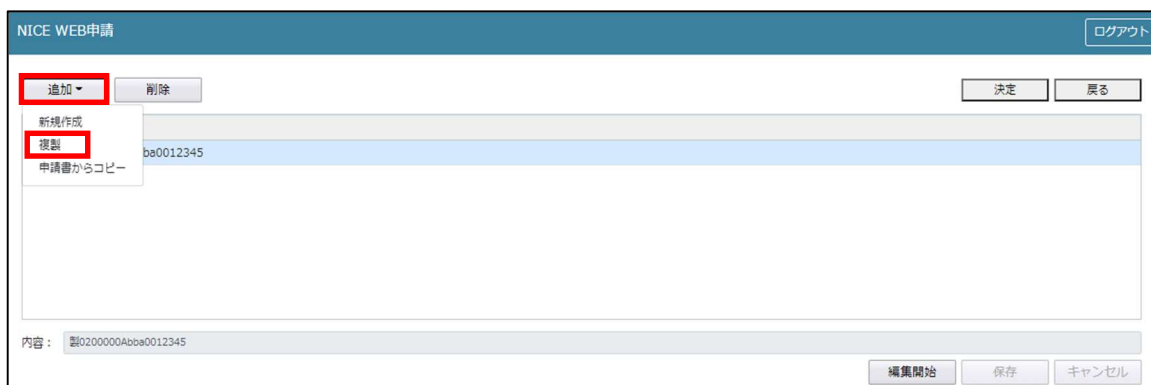 NICE WEB申請
ログアウト
追加
削除
決定
戻る
新規作成
複製
ba0012345
申請書からコピー
内容：
製0200000Abba0012345
編集開始
保存
キャンセル